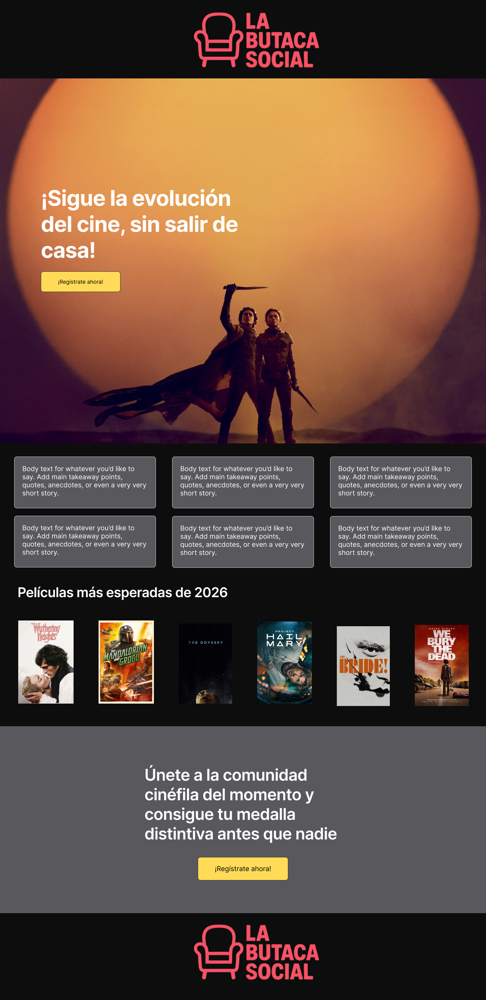 LA
BUTACA
SOCIAL
¡Sigue la evolución
del cine, sin salir de
casa!
¡Regístrate ahora!
Body text for whatever you’d like to
say. Add main takeaway points,
quotes, anecdotes, or even a very very
short story.
Body text for whatever you’d like to
say. Add main takeaway points,
quotes, anecdotes, or even a very very
short story.
Body text for whatever you’d like to
say. Add main takeaway points,
quotes, anecdotes, or even a very very
short story.
Body text for whatever you’d like to
say. Add main takeaway points,
quotes, anecdotes, or even a very very
short story.
Body text for whatever you’d like to
say. Add main takeaway points,
quotes, anecdotes, or even a very very
short story.
Body text for whatever you’d like to
say. Add main takeaway points,
quotes, anecdotes, or even a very very
short story.
Películas más esperadas de 2026
"Wuthering
Heights"
THE
MANDALORIAN
AND
GROGU
THE ODYSSEY
PROJECT
HAIL
MARY
THE
BRIDE!
DAISY RIDLEY
WE
BURY
THE
DEAD
Únete a la comunidad
cinéfila del momento y
consigue tu medalla
distintiva antes que nadie
¡Regístrate ahora!
LA
BUTACA
SOCIAL